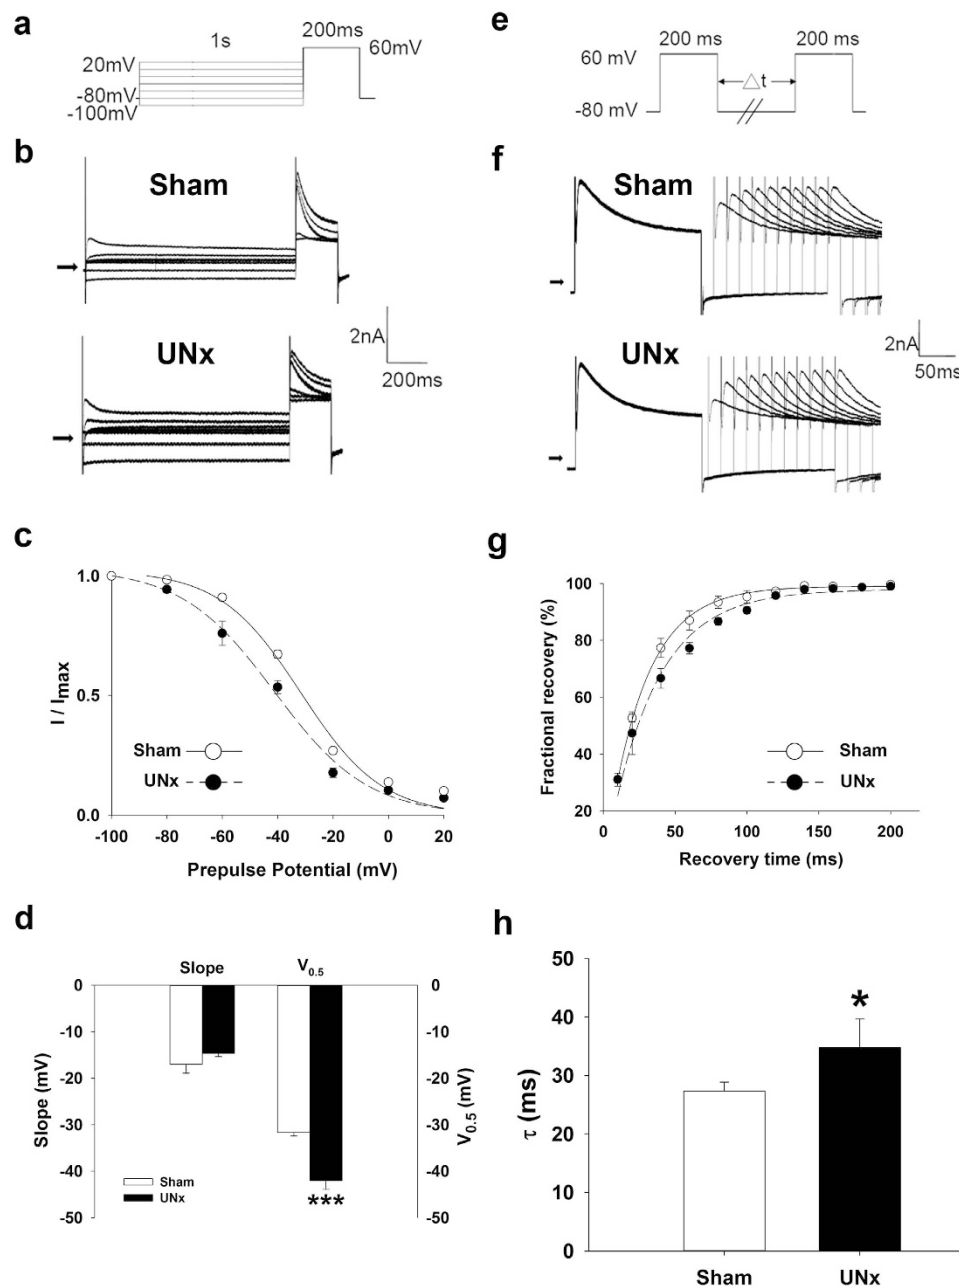 a
1s
200ms
60mV
20mV
-80mV
-100mV
b
Sham
UNx
2nA
200ms
c
1.0
0.5
0.0
I / Imax
Sham
UNx
-100 -80 -60 -40 -20 0 20
Prepulse Potential (mV)
d
Slope V0.5
0 0
-10 -10
-20 -20
-30 -30
-40 -40
-50 -50
Slope (mV)
V0.5 (mV)
Sham
UNx
***
e
200 ms 200 ms
60 mV
△t
-80 mV
f
Sham
UNx
2nA
50ms
g
100
80
60
40
20
Fractional recovery (%)
Sham
UNx
0 50 100 150 200
Recovery time (ms)
h
50
40
30
20
10
0
τ (ms)
*
Sham UNx